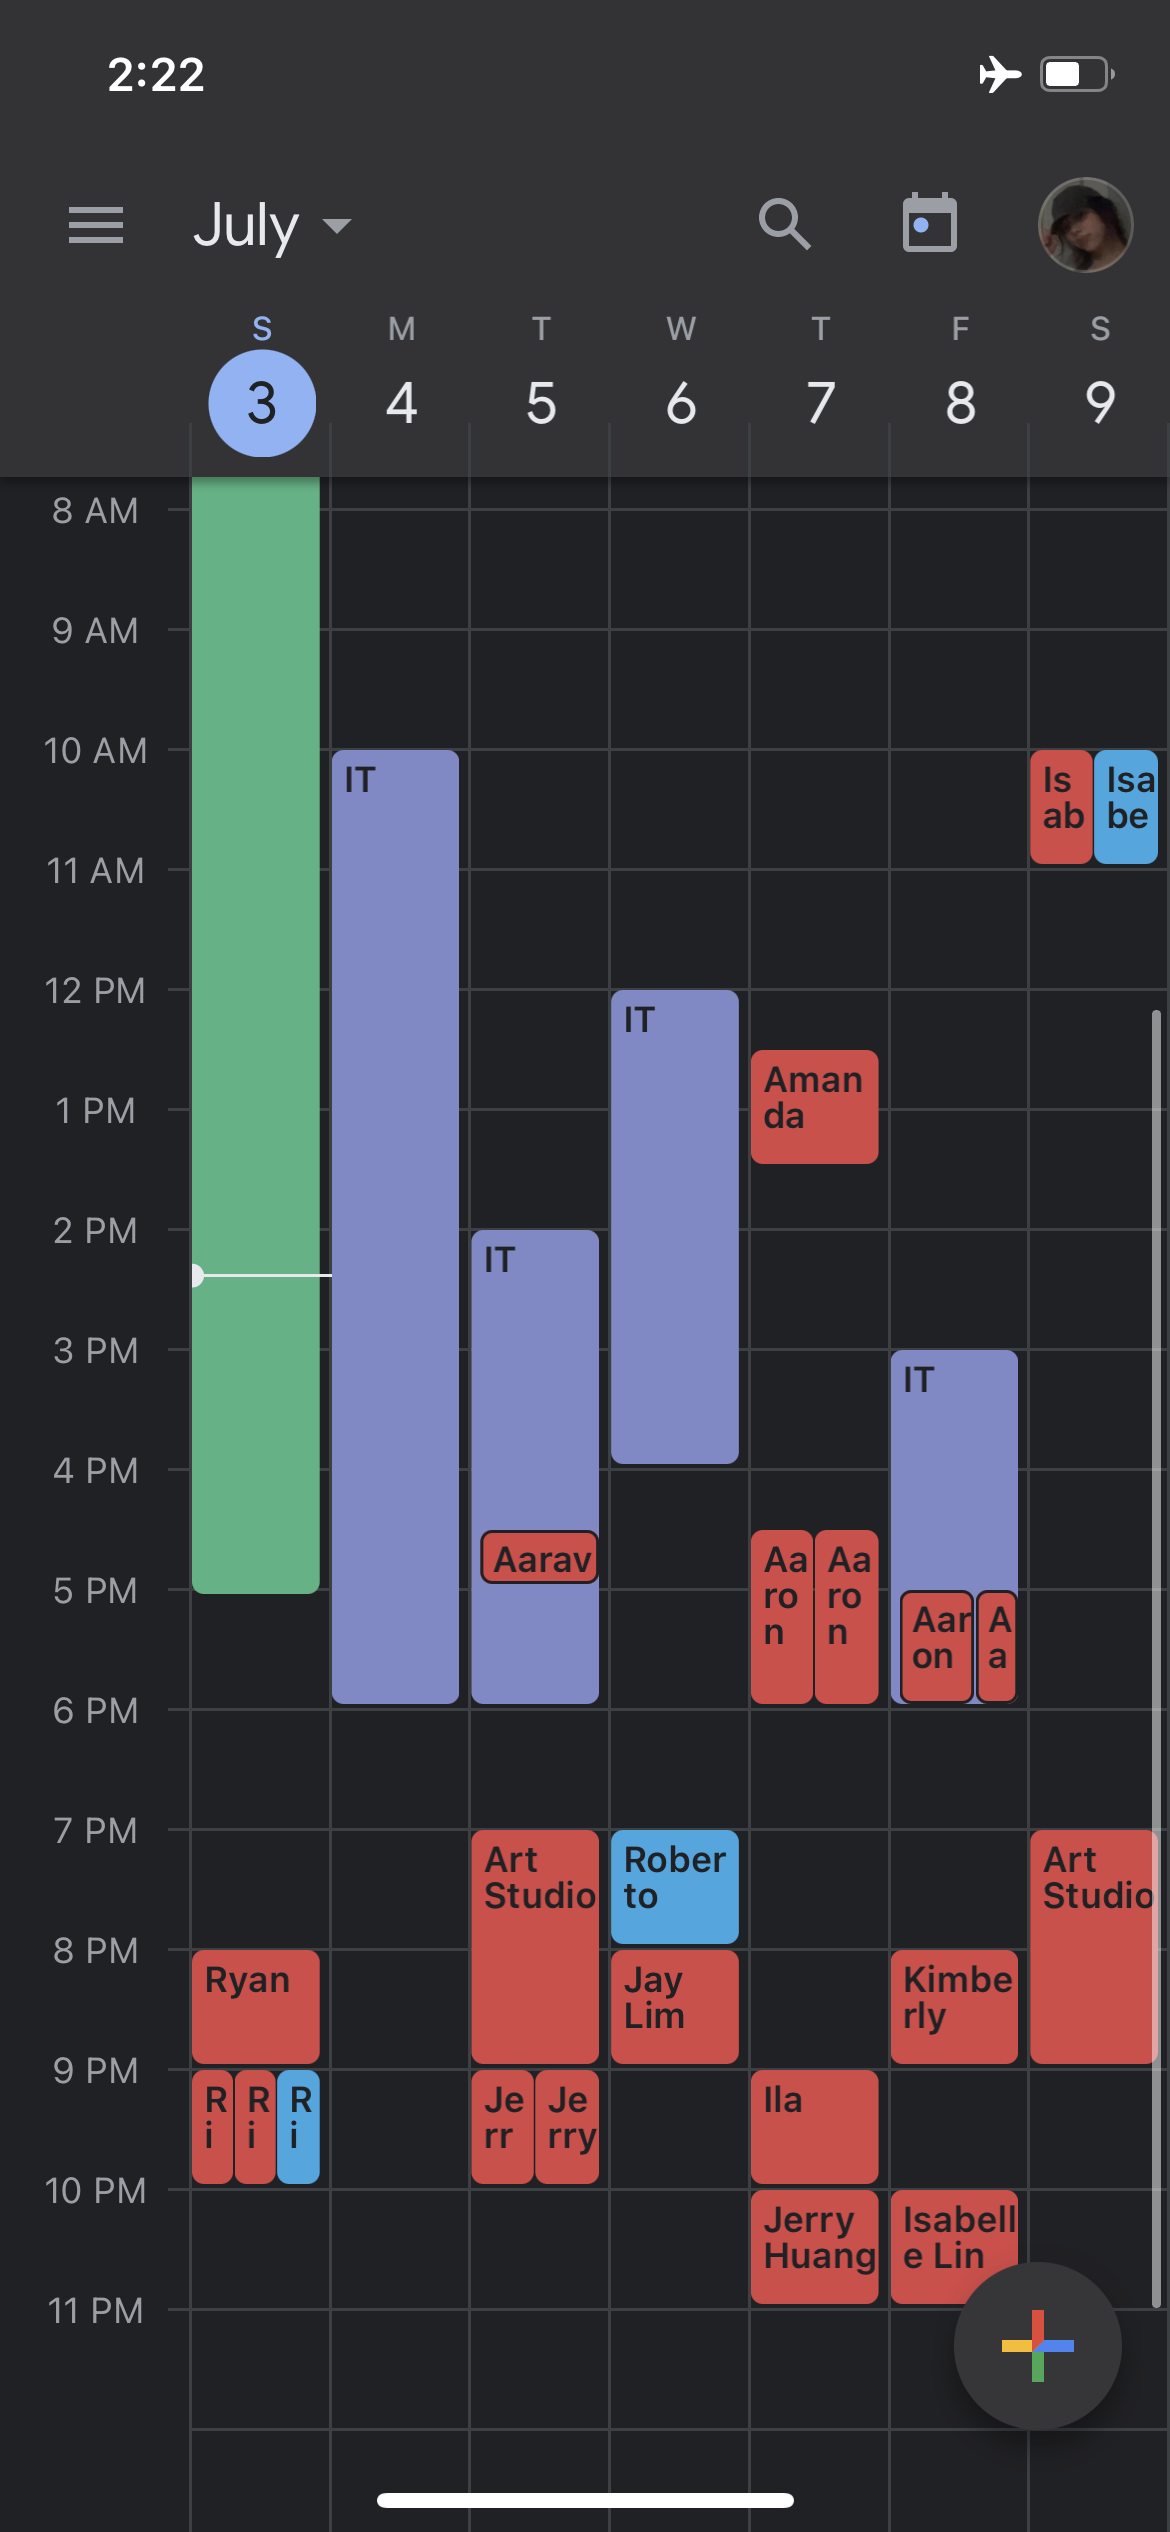 2:22
July
S M T W T F S
3 4 5 6 7 8 9
8 AM
9 AM
10 AM
IT
Is
ab
Isa
be
11 AM
12 PM
IT
Aman
da
1 PM
2 PM
IT
3 PM
IT
4 PM
Aarav
Aa
ro
n
Aa
ro
n
5 PM
Aar
on
A
a
6 PM
7 PM
Art
Studio
Rober
to
Art
Studio
8 PM
Ryan
Jay
Lim
Kimbe
rly
9 PM
R
i
R
i
R
i
Je
rr
Je
rry
Ila
10 PM
Jerry
Huang
Isabell
e Lin
11 PM